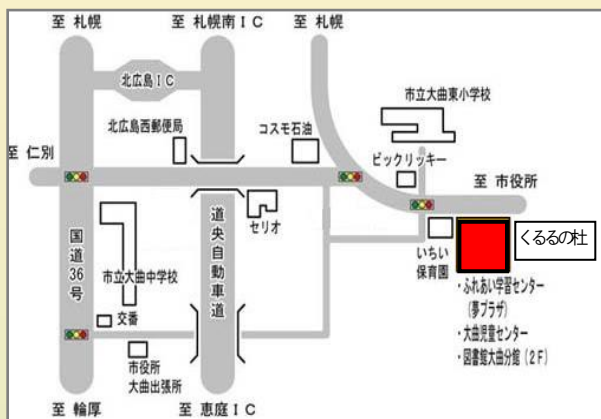 至 札幌
至 札幌南IC
至 札幌
北広島IC
市立大曲東小学校
北広島西郵便局
コスモ石油
至 仁別
ビックリッキー
至 市役所
国道36号
道央自動車道
セリオ
いちい
保育園
くるるの杜
市立大曲中学校
・ふれあい学習センター
(夢プラザ)
・大曲児童センター
・図書館大曲分館(2F)
交番
市役所
大曲出張所
至 輪厚
至 恵庭IC